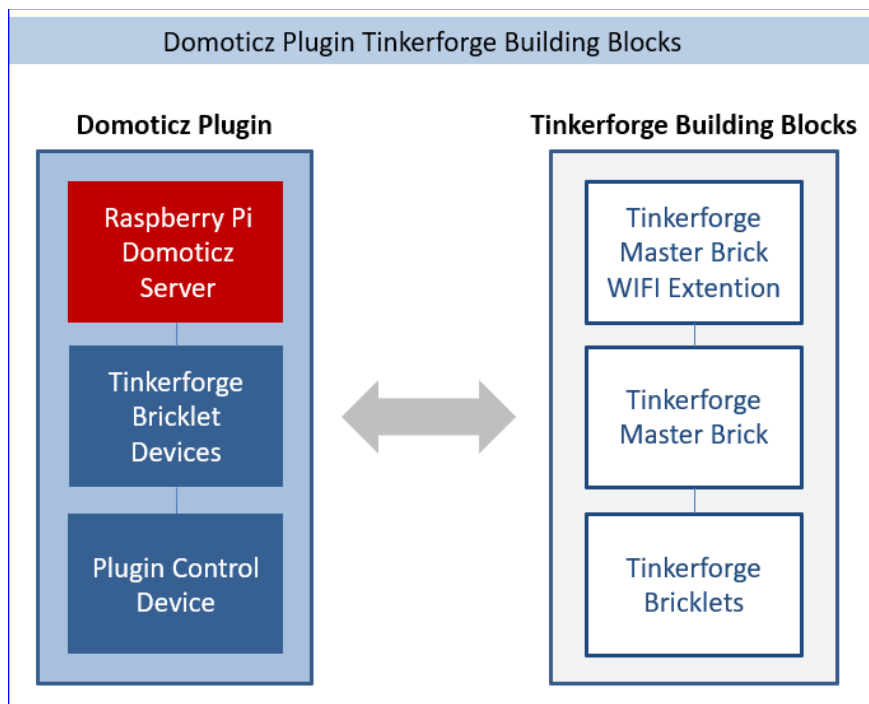 Domoticz Plugin Tinkerforge Building Blocks
Domoticz Plugin
Raspberry Pi
Domoticz
Server
Tinkerforge
Bricklet
Devices
Plugin Control
Device
Tinkerforge Building Blocks
Tinkerforge
Master Brick
WIFI Extention
Tinkerforge
Master Brick
Tinkerforge
Bricklets